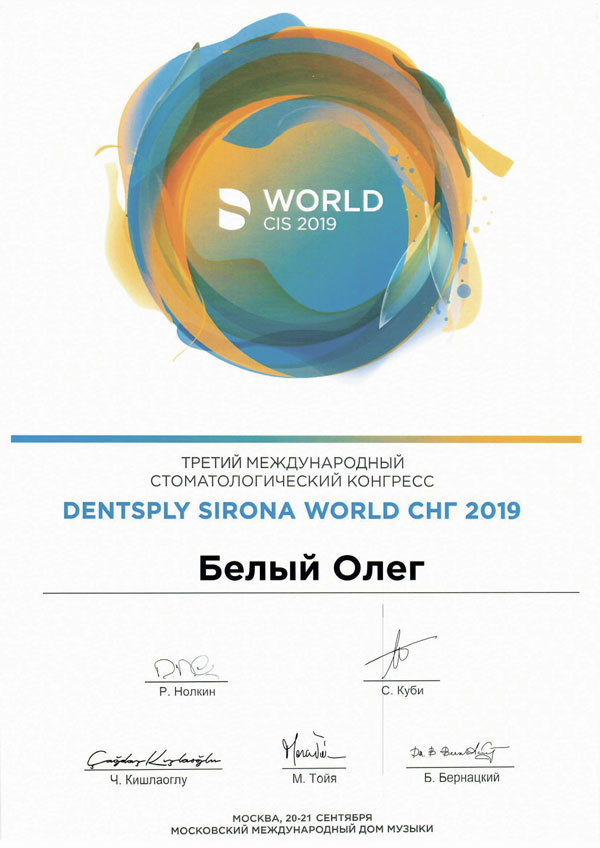 WORLD
CIS 2019
ТРЕТИЙ МЕЖДУНАРОДНЫЙ
СТОМАТОЛОГИЧЕСКИЙ КОНГРЕСС
DENTSPLY SIRONA WORLD СНГ 2019
Белый Олег
Р. Нолкин
С. Куби
Ч. Кишлаоглу
М. Тойя
Б. Бернацкий
МОСКВА, 20-21 СЕНТЯБРЯ
МОСКОВСКИЙ МЕЖДУНАРОДНЫЙ ДОМ МУЗЫКИ